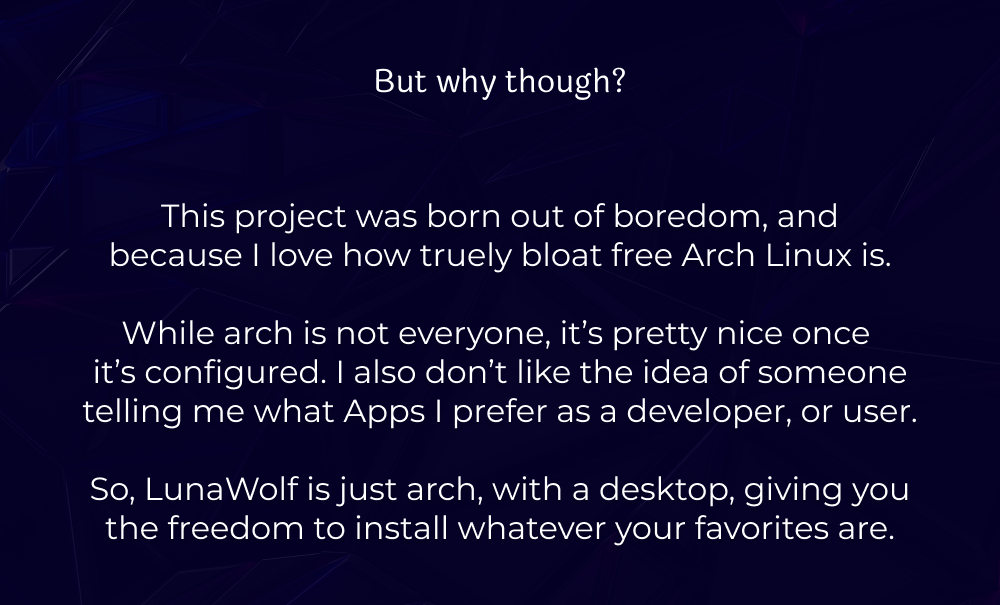 But why though?
This project was born out of boredom, and
because I love how truely bloat free Arch Linux is.
While arch is not everyone, it’s pretty nice once
it’s configured. I also don’t like the idea of someone
telling me what Apps I prefer as a developer, or user.
So, LunaWolf is just arch, with a desktop, giving you
the freedom to install whatever your favorites are.